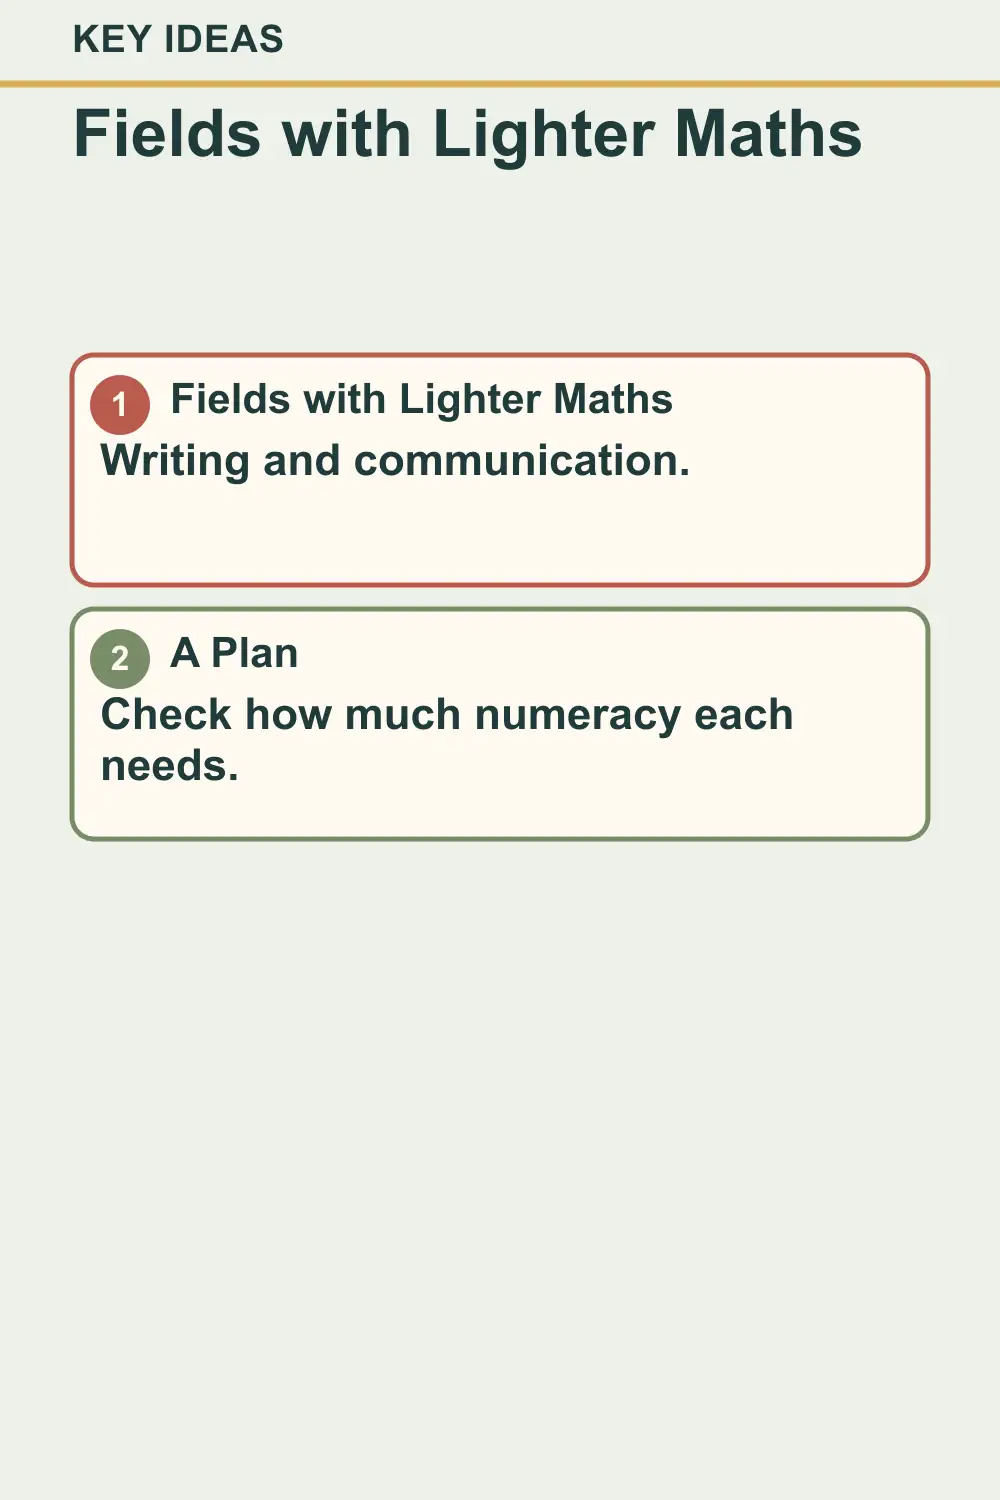 KEY IDEAS
Fields with Lighter Maths
1 Fields with Lighter Maths
Writing and communication.
2 A Plan
Check how much numeracy each
needs.